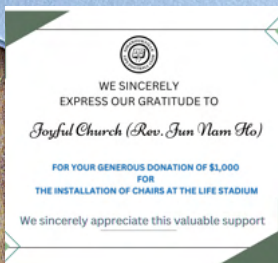 WE SINCERELY
EXPRESS OUR GRATITUDE TO
Joyful Church (Rev. Jun Nam Ho)
FOR YOUR GENEROUS DONATION OF $1,000
FOR
THE INSTALLATION OF CHAIRS AT THE LIFE STADIUM
We sincerely appreciate this valuable support